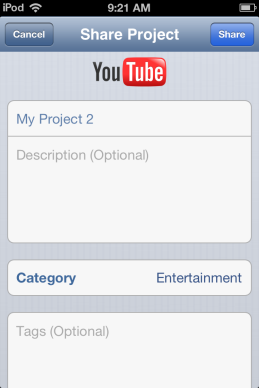 iPod 9:21 AM
Cancel Share Project Share
YouTube
My Project 2
Description (Optional)
Category Entertainment
Tags (Optional)